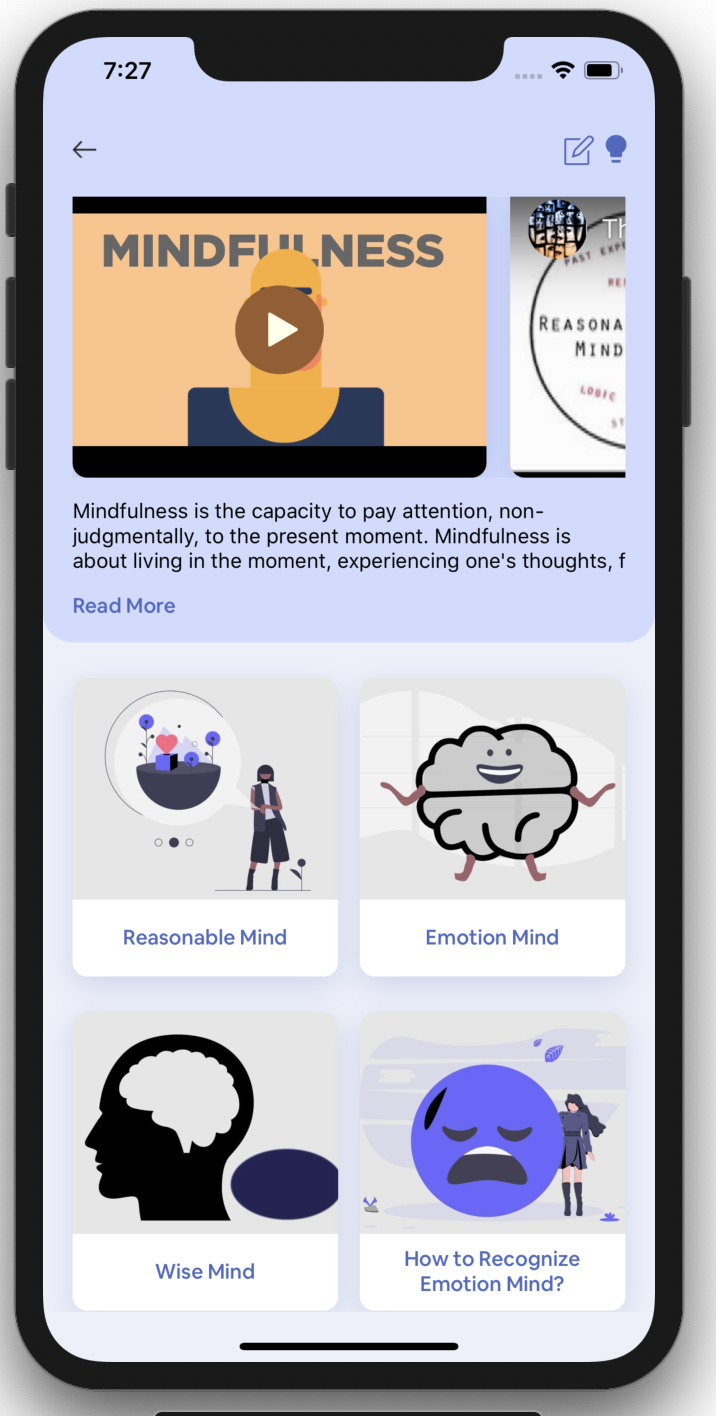 7:27
MINDFULNESS
Th
PAST EXPE
REASONA
MIND
LOGIC
ST
Mindfulness is the capacity to pay attention, non-
judgmentally, to the present moment. Mindfulness is
about living in the moment, experiencing one's thoughts, f
Read More
Reasonable Mind
Emotion Mind
Wise Mind
How to Recognize
Emotion Mind?